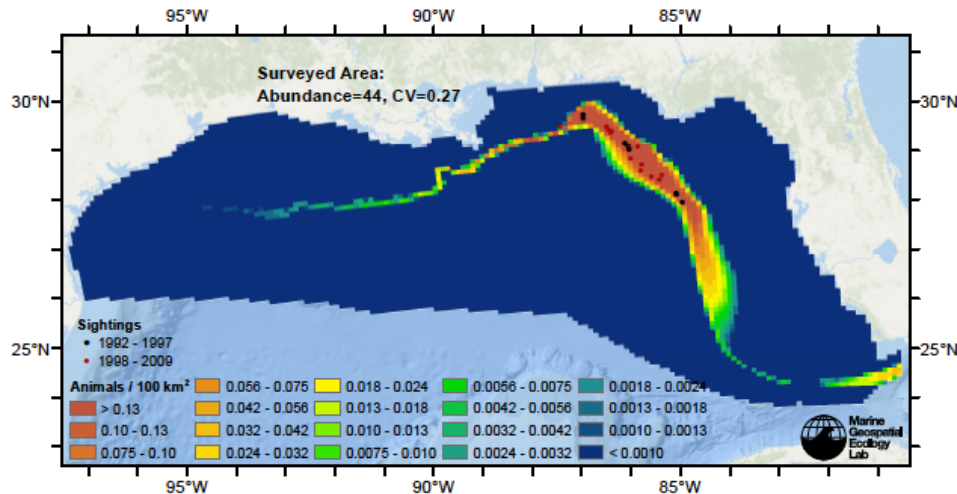 95°W 90°W 85°W
30°N
30°N
Surveyed Area:
Abundance=44, CV=0.27
25°N
25°N
Sightings
1992 - 1997
1998 - 2009
Animals / 100 km²
> 0.13
0.10 - 0.13
0.075 - 0.10
0.056 - 0.075
0.042 - 0.056
0.032 - 0.042
0.024 - 0.032
0.018 - 0.024
0.013 - 0.018
0.010 - 0.013
0.0075 - 0.010
0.0056 - 0.0075
0.0042 - 0.0056
0.0032 - 0.0042
0.0024 - 0.0032
0.0018 - 0.0024
0.0013 - 0.0018
0.0010 - 0.0013
< 0.0010
Marine
Geospatial
Ecology
Lab
95°W 90°W 85°W